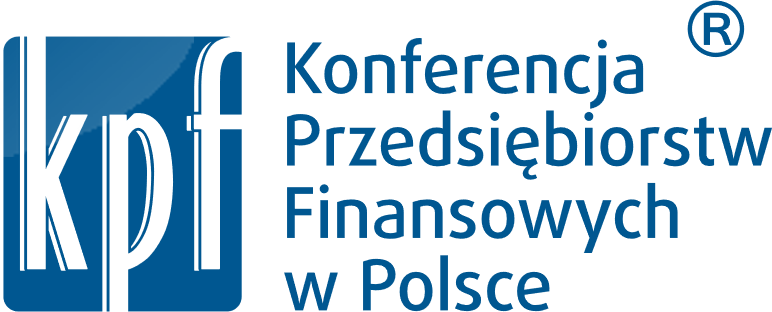 kpf
Konferencja ®
Przedsiębiorstw
Finansowych
w Polsce